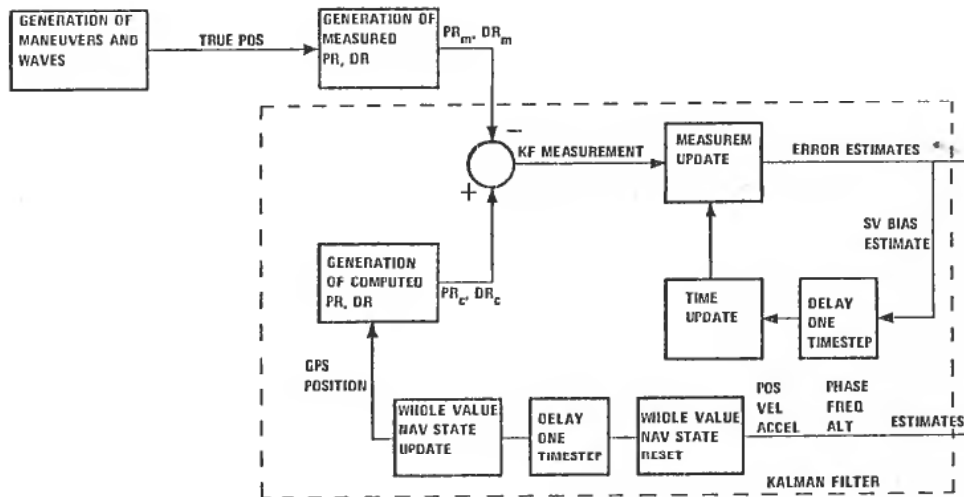 GENERATION OF
MANEUVERS AND
WAVES
TRUE POS
GENERATION OF
MEASURED
PR, DR
PRm, DRm
−
+
KF MEASUREMENT
MEASUREM
UPDATE
ERROR ESTIMATES
SV BIAS
ESTIMATE
GENERATION
OF COMPUTED
PR, DR
PRc, DRc
TIME
UPDATE
DELAY
ONE
TIMESTEP
GPS
POSITION
WHOLE VALUE
NAV STATE
UPDATE
DELAY
ONE
TIMESTEP
WHOLE VALUE
NAV STATE
RESET
POS
VEL
ACCEL
PHASE
FREQ
ALT
ESTIMATES
KALMAN FILTER